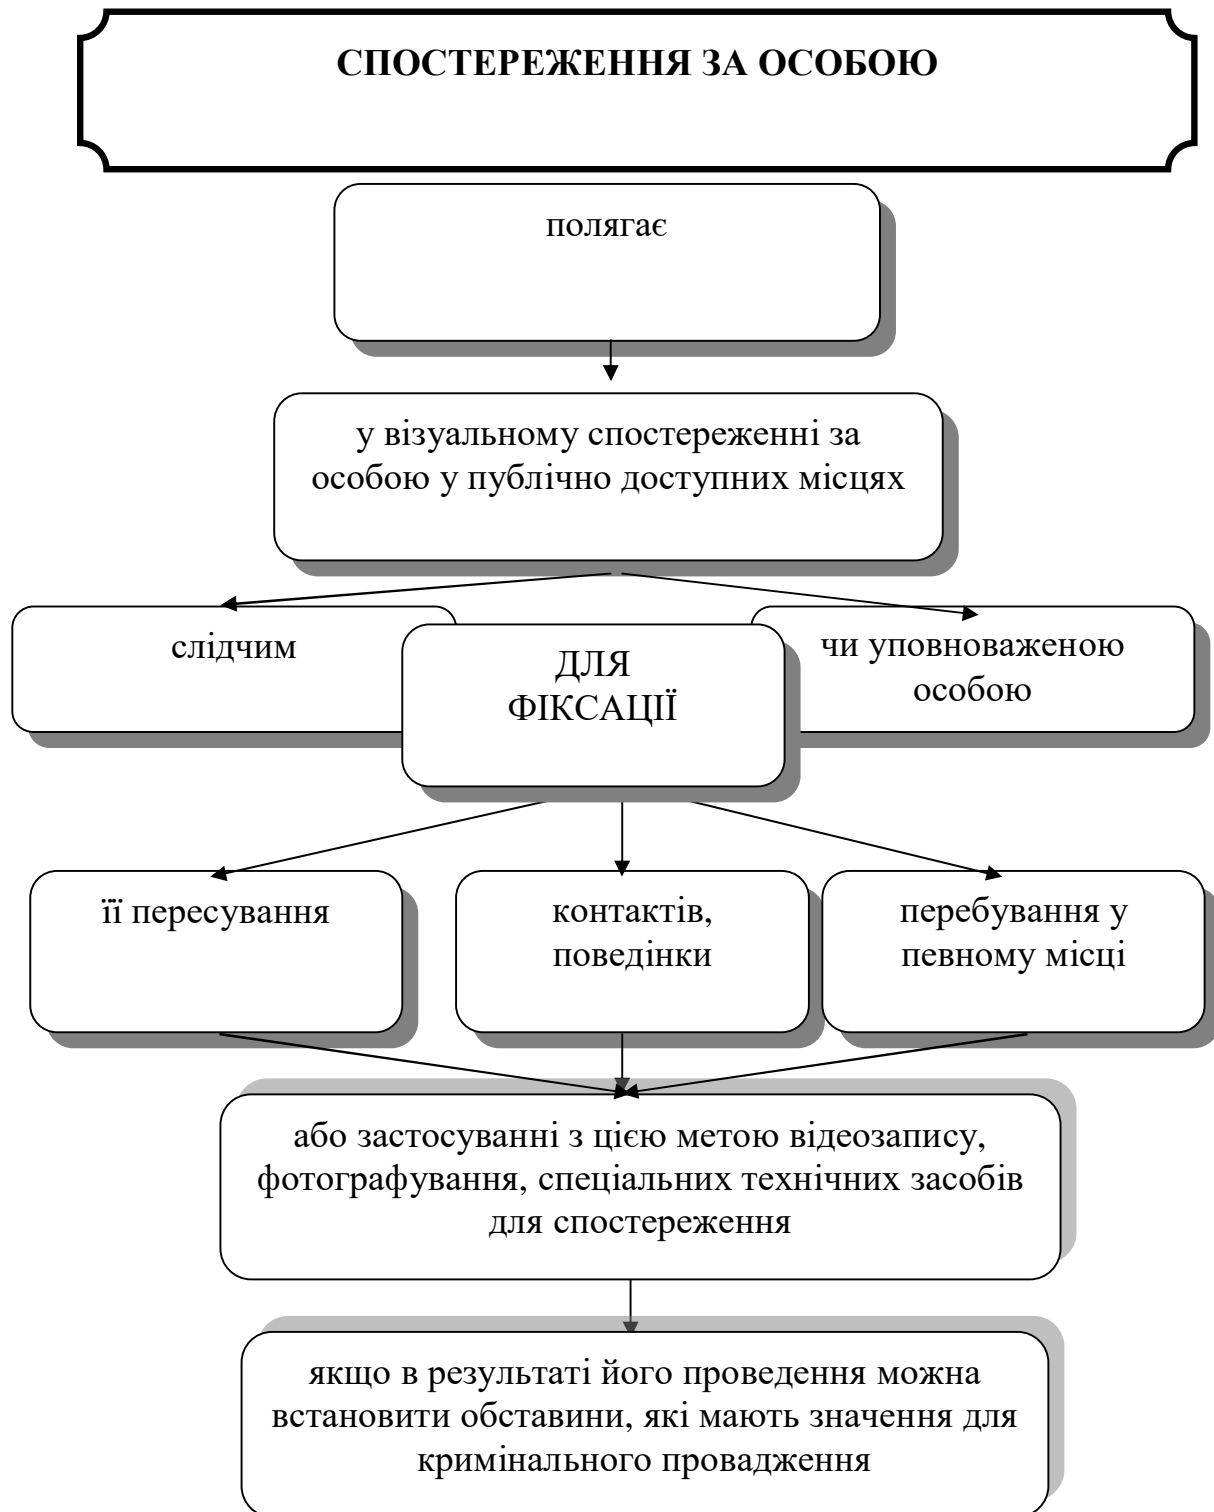 СПОСТЕРЕЖЕННЯ ЗА ОСОБОЮ
полягає
у візуальному спостереженні за
особою у публічно доступних місцях
слідчим
ДЛЯ
ФІКСАЦІЇ
чи уповноваженою
особою
її пересування
контактів,
поведінки
перебування у
певному місці
або застосуванні з цією метою відеозапису,
фотографування, спеціальних технічних засобів
для спостереження
якщо в результаті його проведення можна
встановити обставини, які мають значення для
кримінального провадження